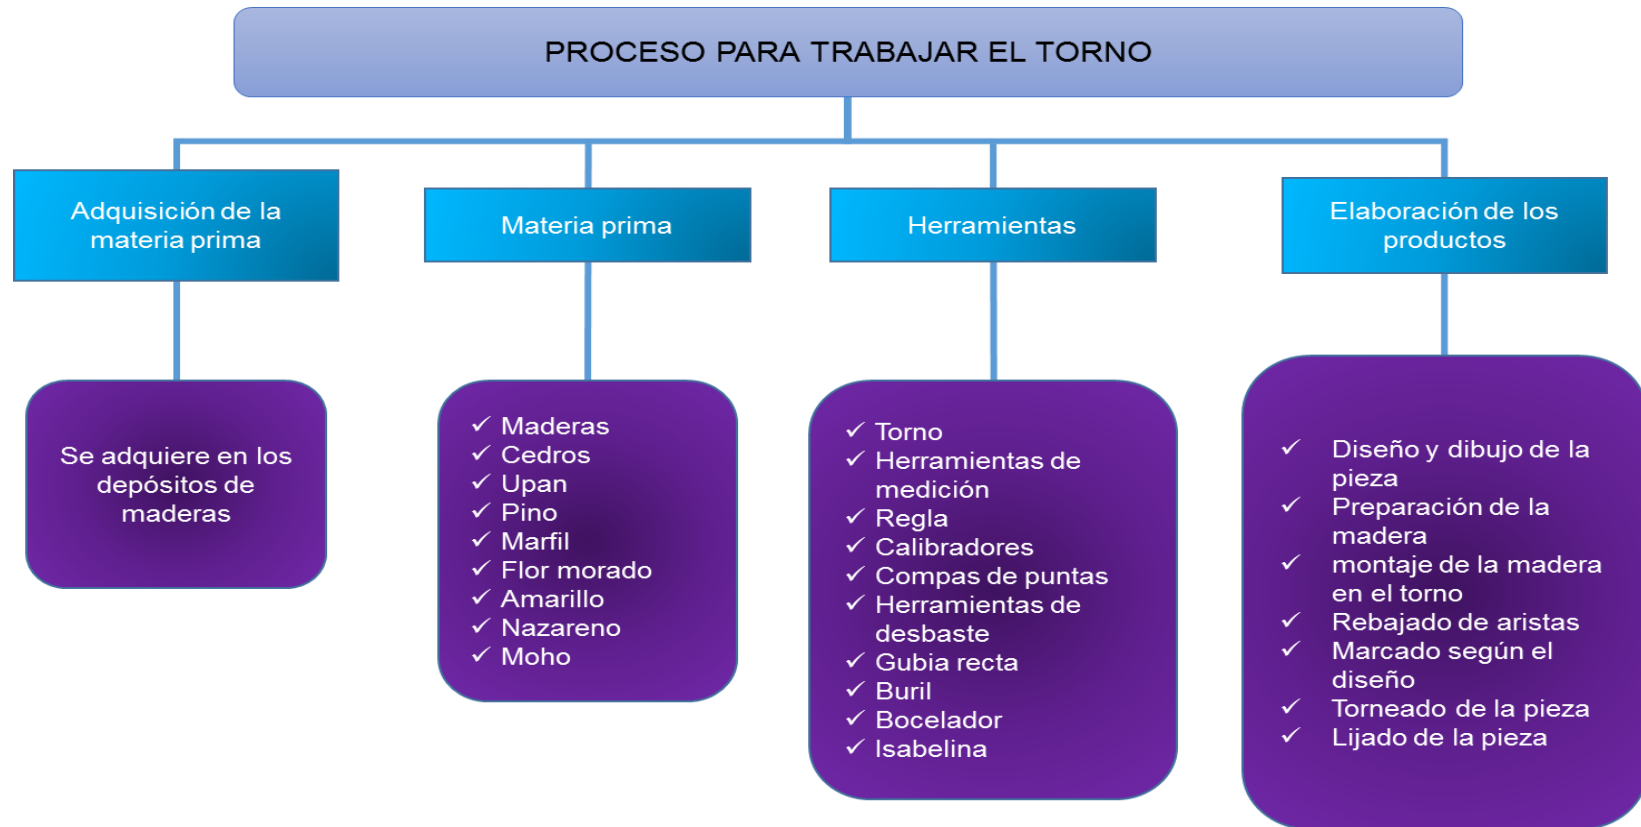 PROCESO PARA TRABAJAR EL TORNO
Adquisición de la
materia prima
Materia prima
Herramientas
Elaboración de los
productos
Se adquiere en los
depósitos de
maderas
✓ Maderas
✓ Cedros
✓ Upan
✓ Pino
✓ Marfil
✓ Flor morado
✓ Amarillo
✓ Nazareno
✓ Moho
✓ Torno
✓ Herramientas de
medición
✓ Regla
✓ Calibradores
✓ Compas de puntas
✓ Herramientas de
desbaste
✓ Gubia recta
✓ Buril
✓ Bocelador
✓ Isabelina
✓ Diseño y dibujo de la
pieza
✓ Preparación de la
madera
✓ montaje de la madera
en el torno
✓ Rebajado de aristas
✓ Marcado según el
diseño
✓ Torneado de la pieza
✓ Lijado de la pieza